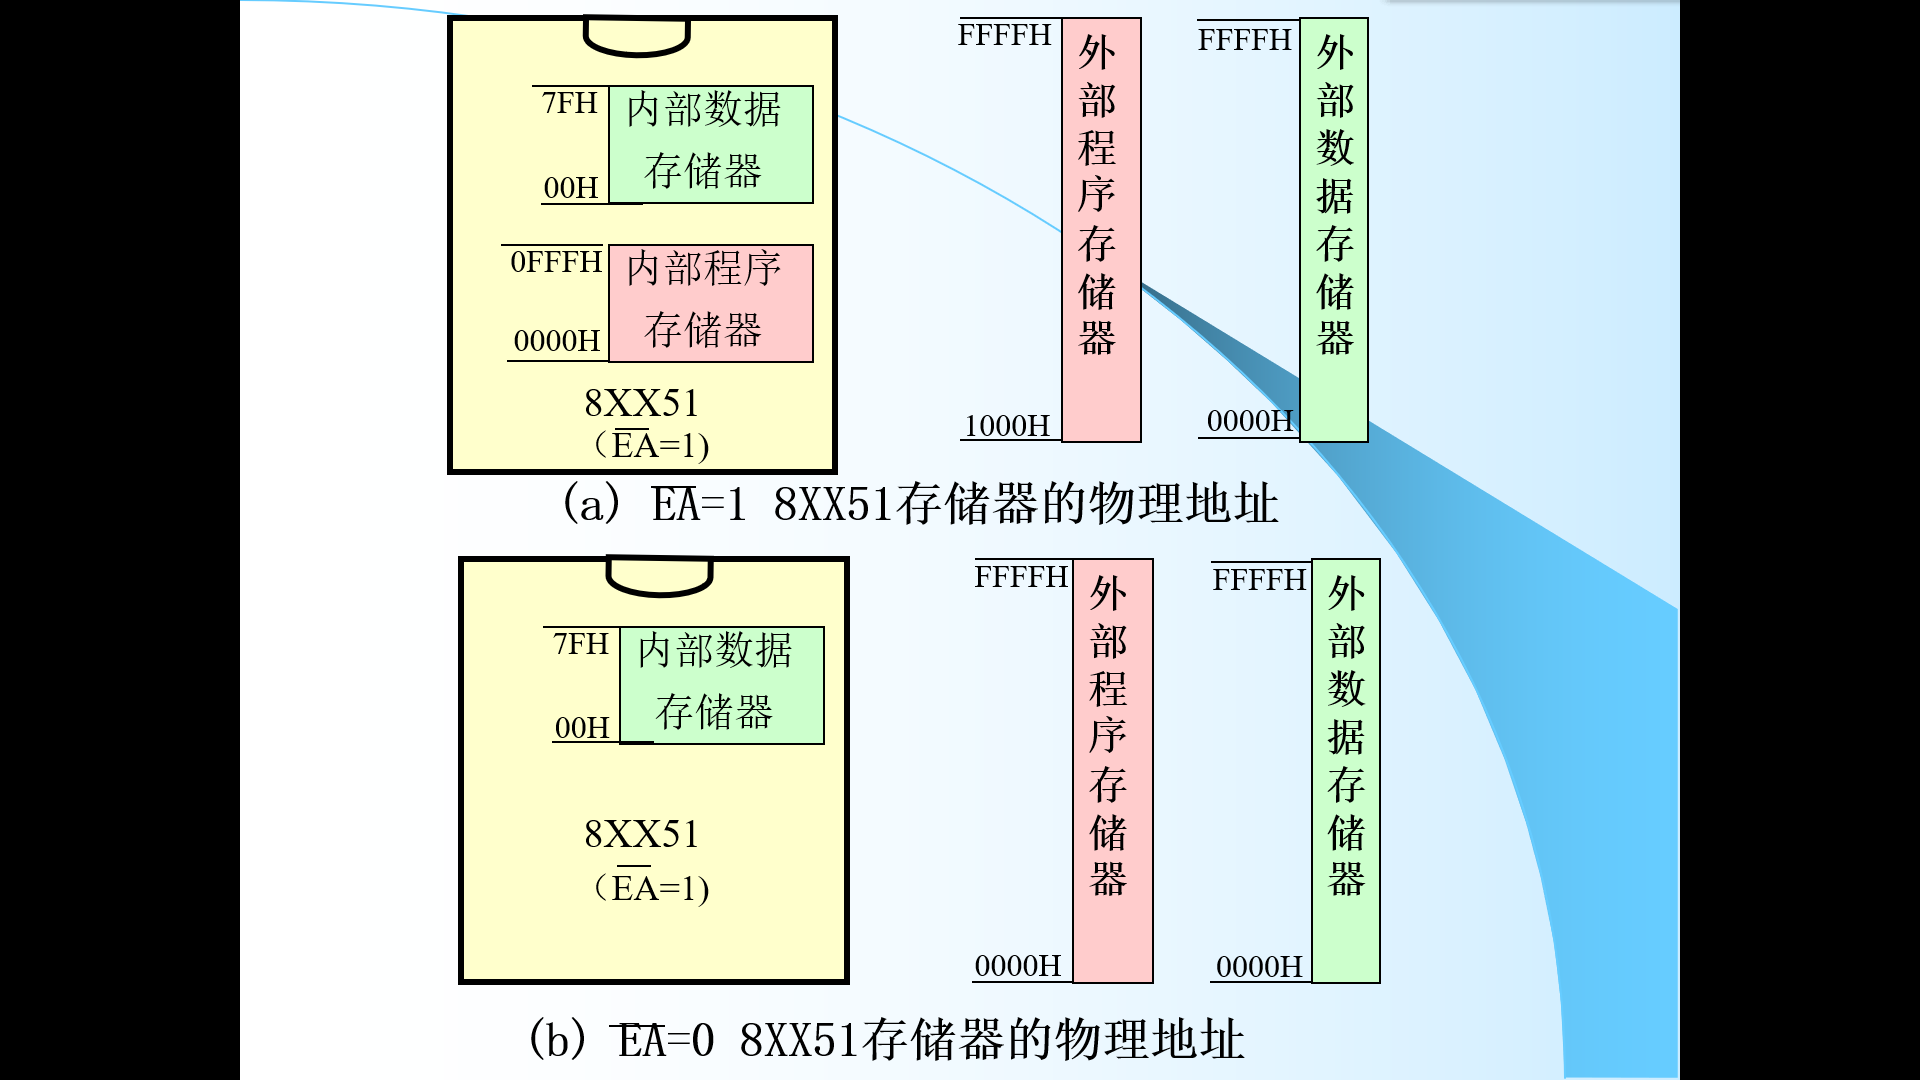 7FH
内部数据
存储器
00H
0FFFH
内部程序
存储器
0000H
8XX51
（EA=1)
FFFFH
外部程序存储器
1000H
FFFFH
外部数据存储器
0000H
(a) EA=1 8XX51存储器的物理地址
7FH
内部数据
存储器
00H
8XX51
（EA=1)
FFFFH
外部程序存储器
0000H
FFFFH
外部数据存储器
0000H
(b) EA=0 8XX51存储器的物理地址